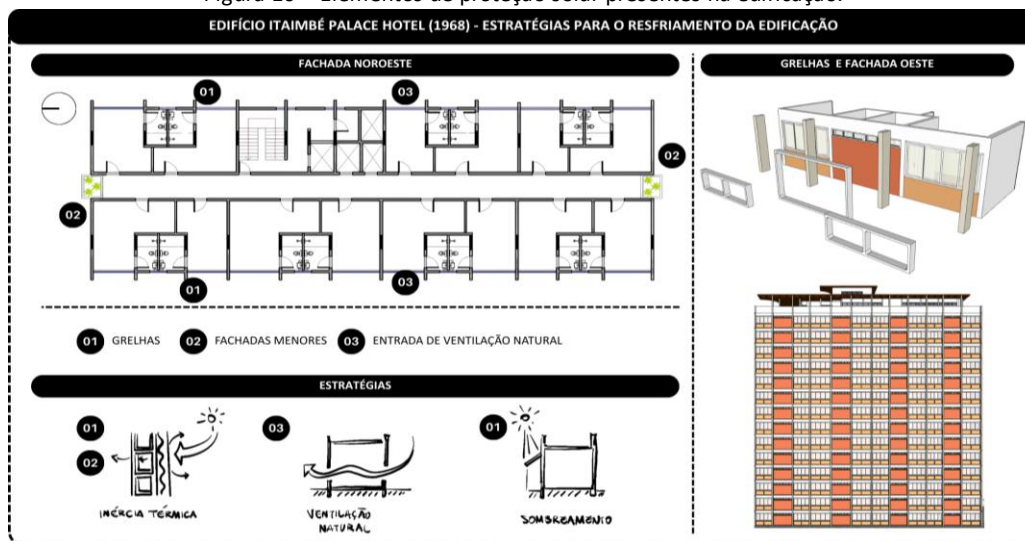 Figura 10 – Elementos de proteção solar presentes na edificação.
EDIFÍCIO ITAIMBÉ PALACE HOTEL (1968) - ESTRATÉGIAS PARA O RESFRIAMENTO DA EDIFICAÇÃO
FACHADA NOROESTE
01
03
02
02
01
03
01 GRELHAS 02 FACHADAS MENORES 03 ENTRADA DE VENTILAÇÃO NATURAL
ESTRATÉGIAS
01
02
INÉRCIA TÉRMICA
03
VENTILAÇÃO
NATURAL
01
SOMBREAMENTO
GRELHAS E FACHADA OESTE